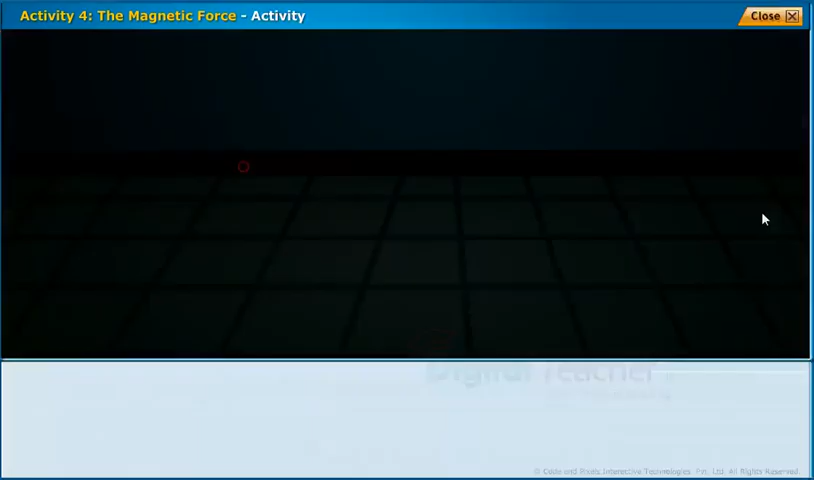 Activity 4: The Magnetic Force - Activity
Close
Digital Teacher
© Code and Pixels Interactive Technologies Pvt. Ltd. All Rights Reserved.